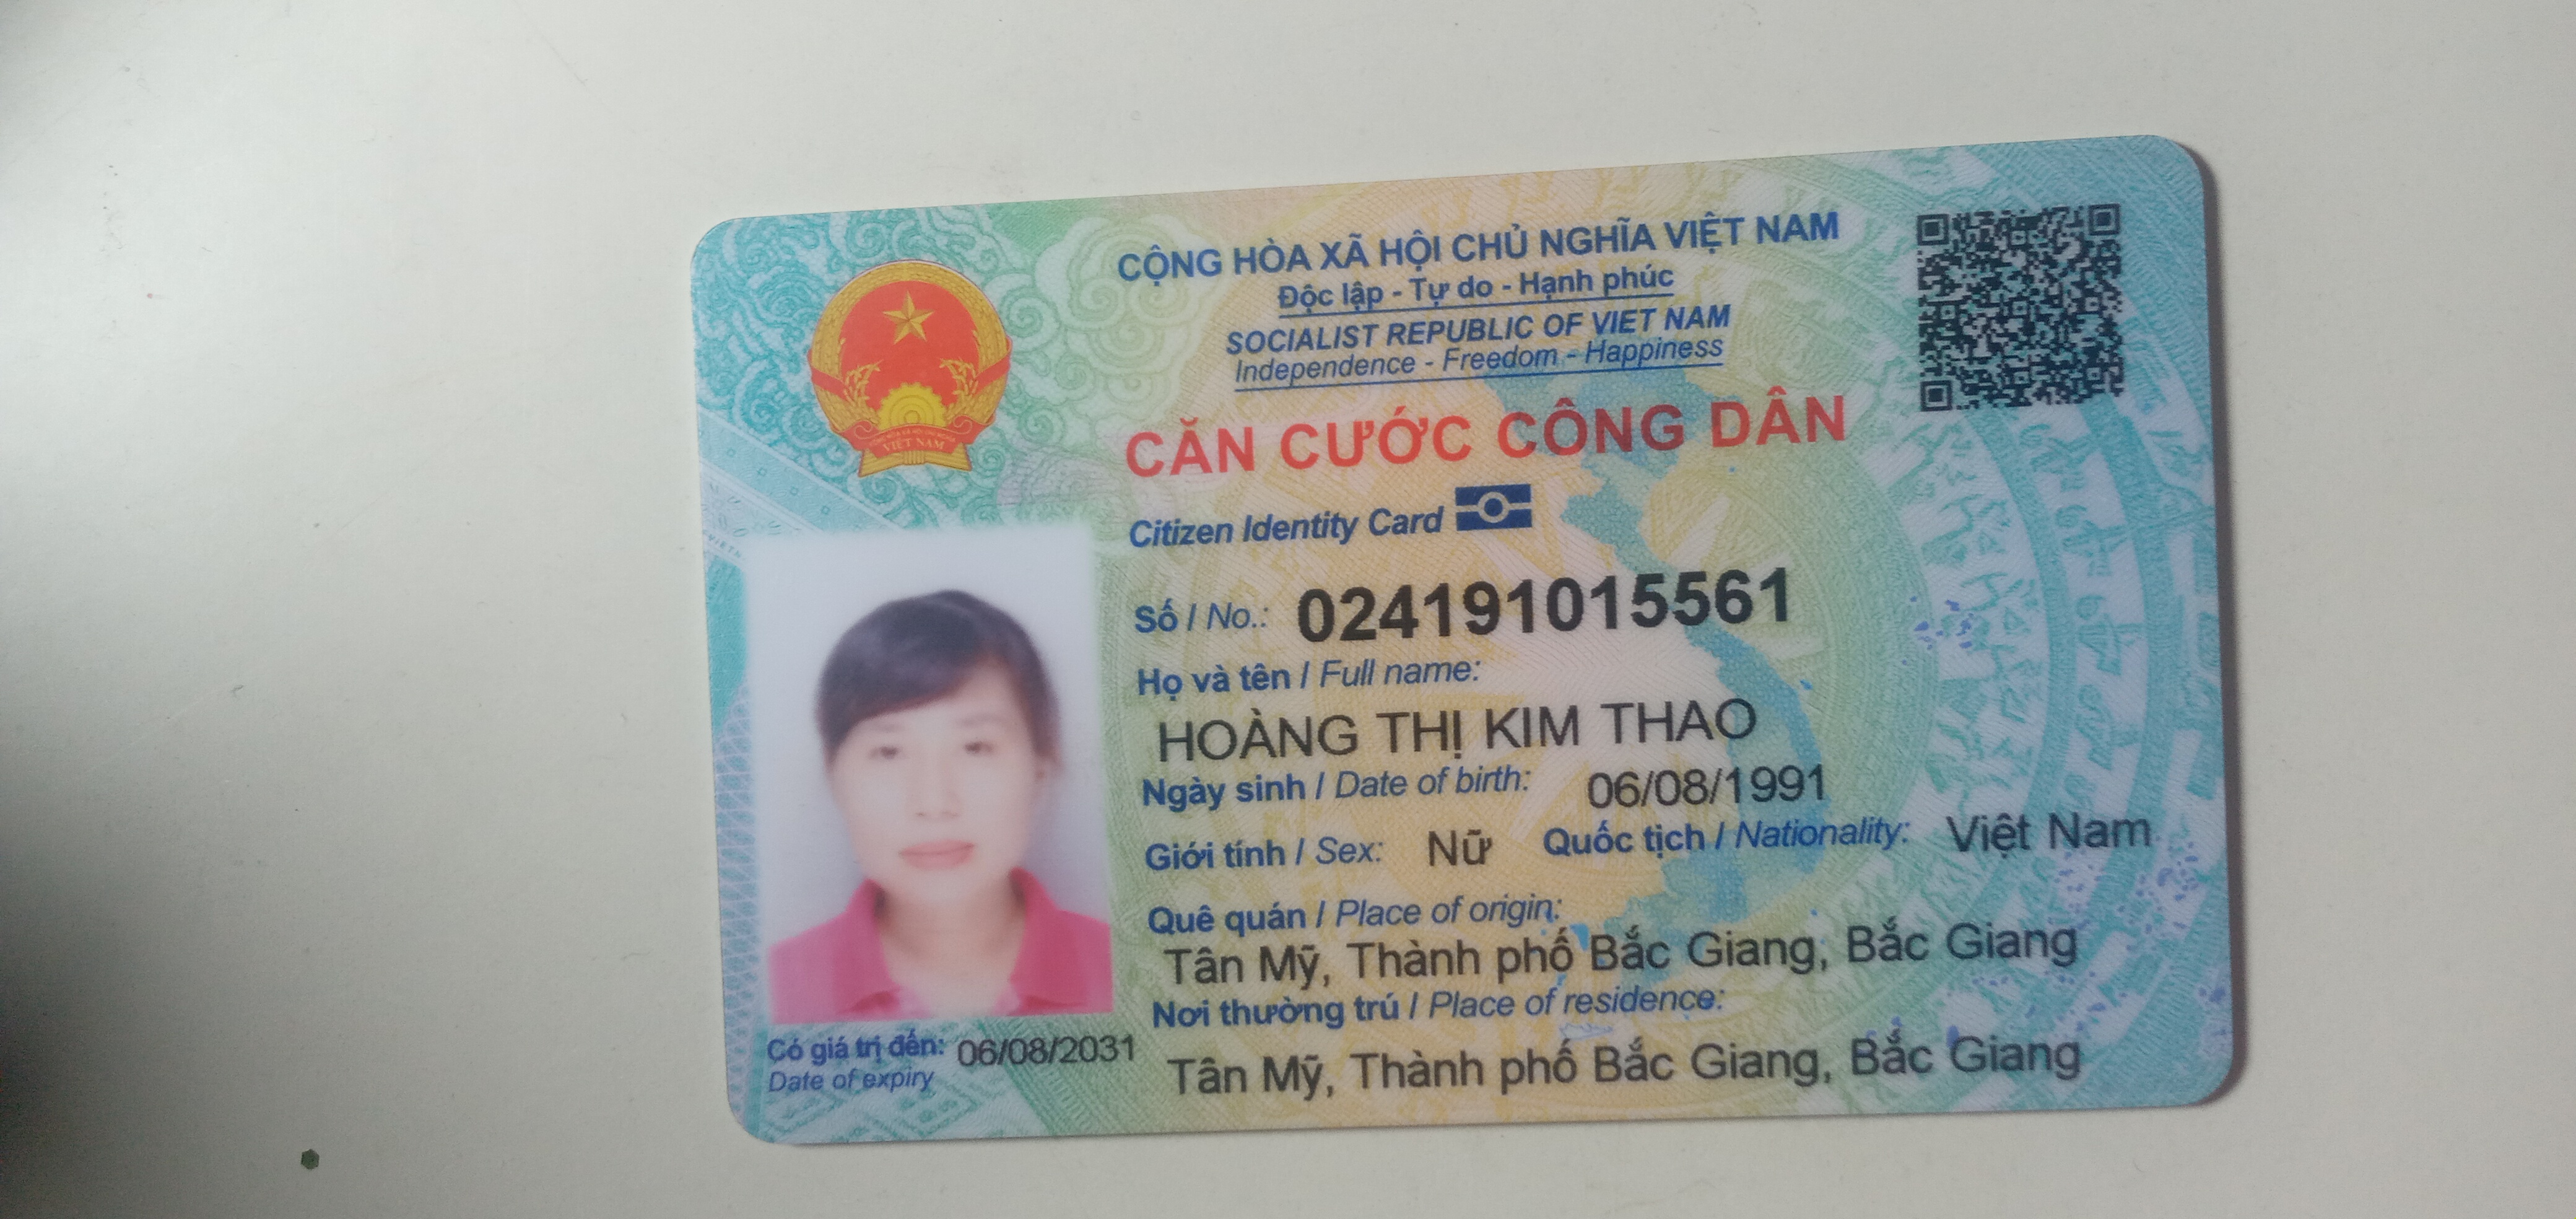 CỘNG HÒA XÃ HỘI CHỦ NGHĨA VIỆT NAM
Độc lập - Tự do - Hạnh phúc
SOCIALIST REPUBLIC OF VIET NAM
Independence - Freedom - Happiness
CĂN CƯỚC CÔNG DÂN
Citizen Identity Card
Số / No.: 024191015561
Họ và tên / Full name:
HOÀNG THỊ KIM THAO
Ngày sinh / Date of birth: 06/08/1991
Giới tính / Sex: Nữ Quốc tịch / Nationality: Việt Nam
Quê quán / Place of origin:
Tân Mỹ, Thành phố Bắc Giang, Bắc Giang
Nơi thường trú / Place of residence:
Tân Mỹ, Thành phố Bắc Giang, Bắc Giang
Có giá trị đến: 06/08/2031
Date of expiry
VIỆT NAM